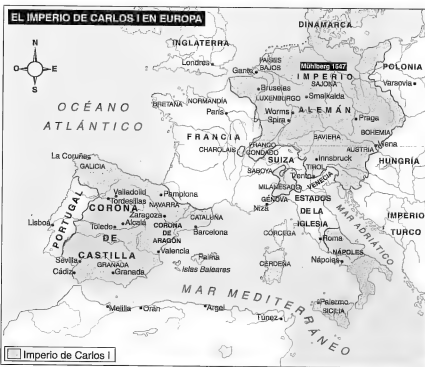 EL IMPERIO DE CARLOS I EN EUROPA
DINAMARCA
INGLATERRA
Londres
N
O
E
S
PAÍSES
BAJOS
Gante
Mühlberg 1547
POLONIA
Varsovia
IMPERIO
SAJONIA
Bruselas
Smalkalda
LUXENBURGO
ALEMÁN
OCÉANO
ATLÁNTICO
BRETAÑA
NORMANDÍA
París
Worms
Spira
Praga
BOHEMIA
FRANCIA
CHAROLAIS
FRANCO
CONDADO
BAVIERA
Viena
AUSTRIA
SUIZA
Innsbruck
HUNGRÍA
TIROL
SABOYA
Trento
VENECIA
MILANESADO
La Coruña
GALICIA
GÉNOVA
Niza
ESTADOS
DE LA
IGLESIA
Valladolid
Tordesillas
Pamplona
NAVARRA
PORTUGAL
CORONA
DE
CASTILLA
Zaragoza
CATALUÑA
Toledo
Alcalá
CORONA
DE
ARAGÓN
Barcelona
Lisboa
CÓRCEGA
MAR ADRIÁTICO
IMPERIO
TURCO
Roma
Valencia
Palma
Islas Baleares
CERDEÑA
NÁPOLES
Nápoles
Sevilla
GRANADA
Cádiz
Granada
MAR MEDITERRÁNEO
Palermo
SICILIA
Melilla
Orán
Argel
Túnez
Imperio de Carlos I